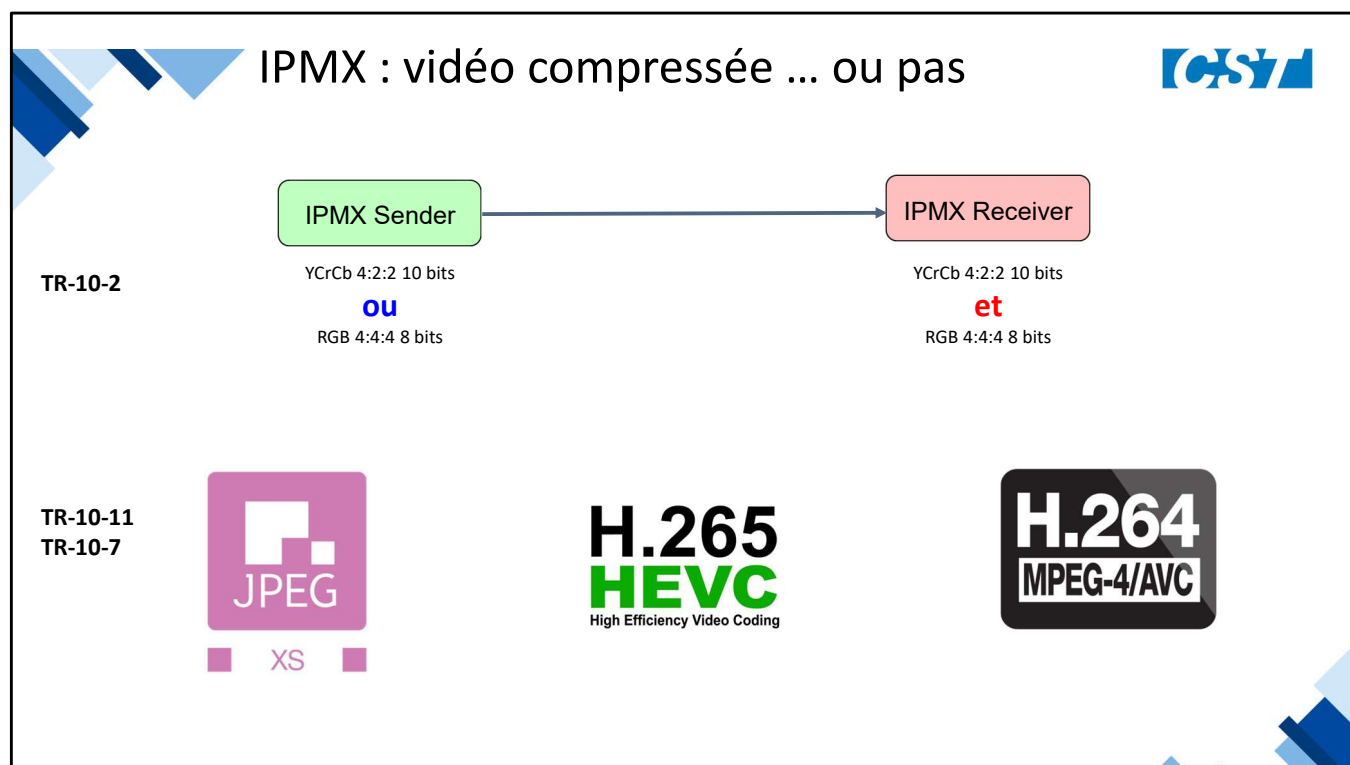 IPMX : vidéo compressée ... ou pas
CST
IPMX Sender
IPMX Receiver
TR-10-2
YCrCb 4:2:2 10 bits
ou
RGB 4:4:4 8 bits
YCrCb 4:2:2 10 bits
et
RGB 4:4:4 8 bits
TR-10-11
TR-10-7
JPEG
XS
H.265
HEVC
High Efficiency Video Coding
H.264
MPEG-4/AVC